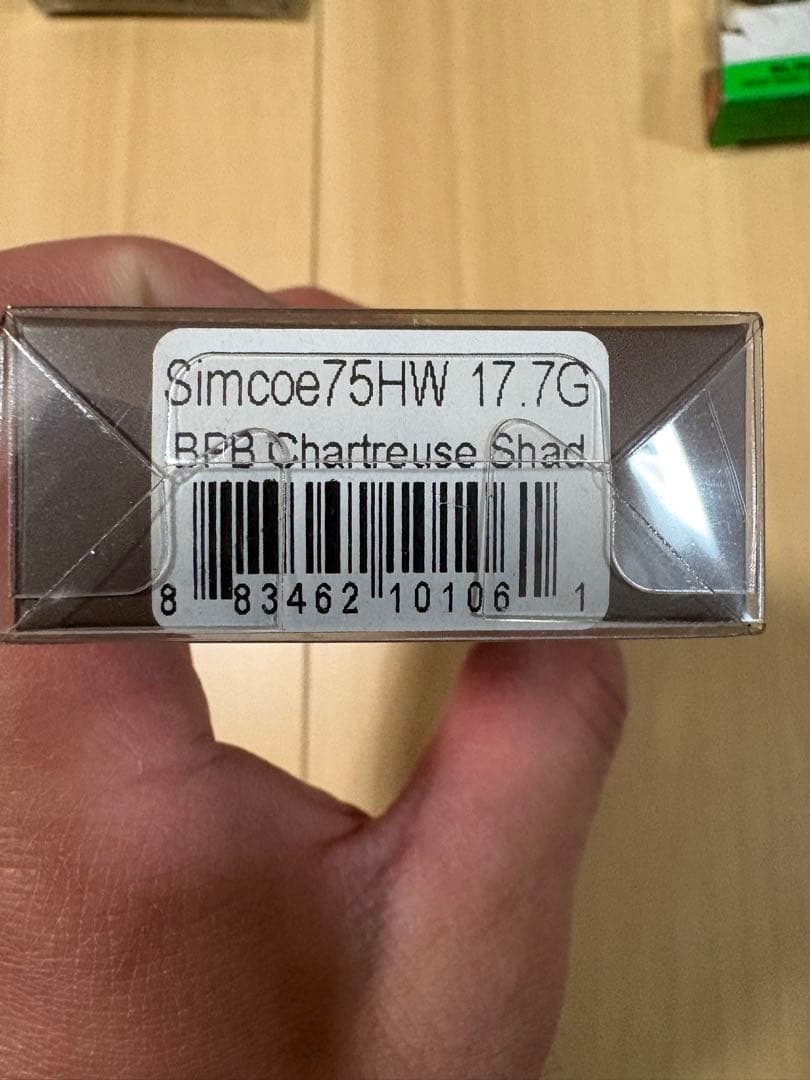 Simcoe75HW 17.7G
BPB Chartreuse Shad
8 83462 10106 1